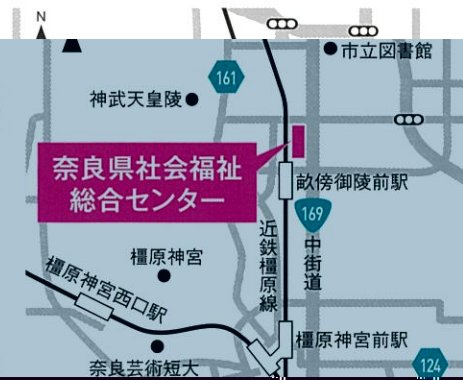 N
市立図書館
161
神武天皇陵
奈良県社会福祉
総合センター
畝傍御陵前駅
169
中街道
近鉄橿原線
橿原神宮
橿原神宮西口駅
橿原神宮前駅
奈良芸術短大
124